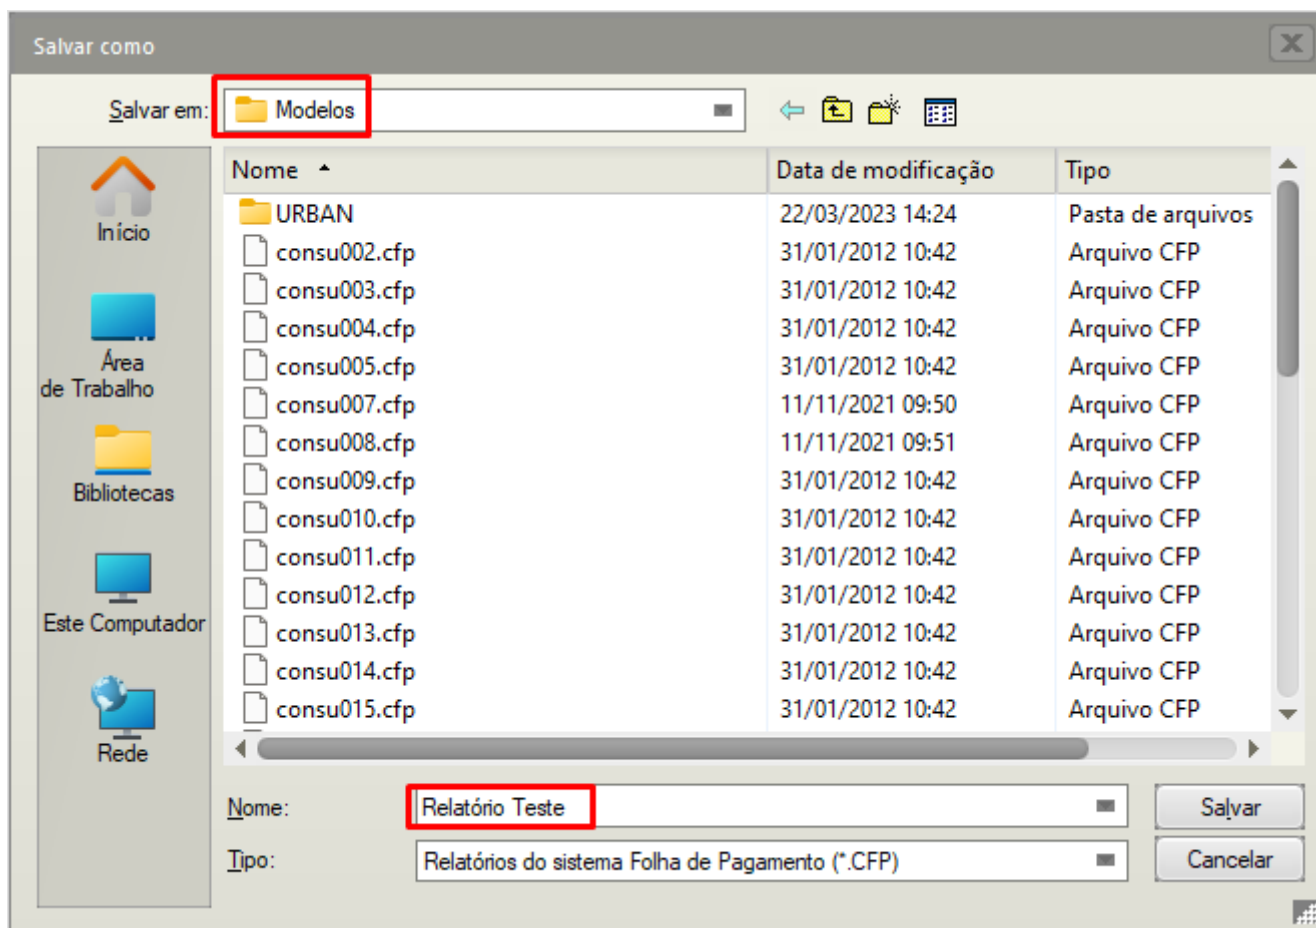 Salvar como
Salvar em: Modelos
Nome Data de modificação Tipo
URBAN 22/03/2023 14:24 Pasta de arquivos
consu002.cfp 31/01/2012 10:42 Arquivo CFP
consu003.cfp 31/01/2012 10:42 Arquivo CFP
consu004.cfp 31/01/2012 10:42 Arquivo CFP
consu005.cfp 31/01/2012 10:42 Arquivo CFP
consu007.cfp 11/11/2021 09:50 Arquivo CFP
consu008.cfp 11/11/2021 09:51 Arquivo CFP
consu009.cfp 31/01/2012 10:42 Arquivo CFP
consu010.cfp 31/01/2012 10:42 Arquivo CFP
consu011.cfp 31/01/2012 10:42 Arquivo CFP
consu012.cfp 31/01/2012 10:42 Arquivo CFP
consu013.cfp 31/01/2012 10:42 Arquivo CFP
consu014.cfp 31/01/2012 10:42 Arquivo CFP
consu015.cfp 31/01/2012 10:42 Arquivo CFP
Início
Área
de Trabalho
Bibliotecas
Este Computador
Rede
Nome: Relatório Teste Salvar
Tipo: Relatórios do sistema Folha de Pagamento (*.CFP) Cancelar